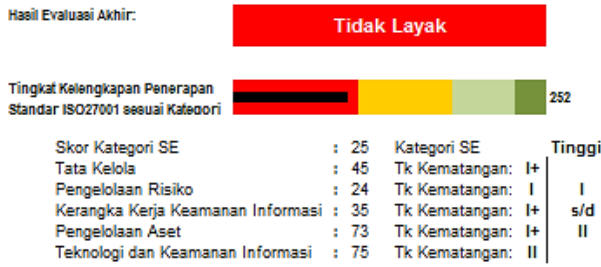 Hasil Evaluasi Akhir: Tidak Layak
Tingkat Kelengkapan Penerapan
Standar ISO27001 sesuai Kategori 252
Skor Kategori SE : 25 Kategori SE Tinggi
Tata Kelola : 45 Tk Kematangan: I+
Pengelolaan Risiko : 24 Tk Kematangan: I I
Kerangka Kerja Keamanan Informasi : 35 Tk Kematangan: I+ s/d
Pengelolaan Aset : 73 Tk Kematangan: I+ II
Teknologi dan Keamanan Informasi : 75 Tk Kematangan: II